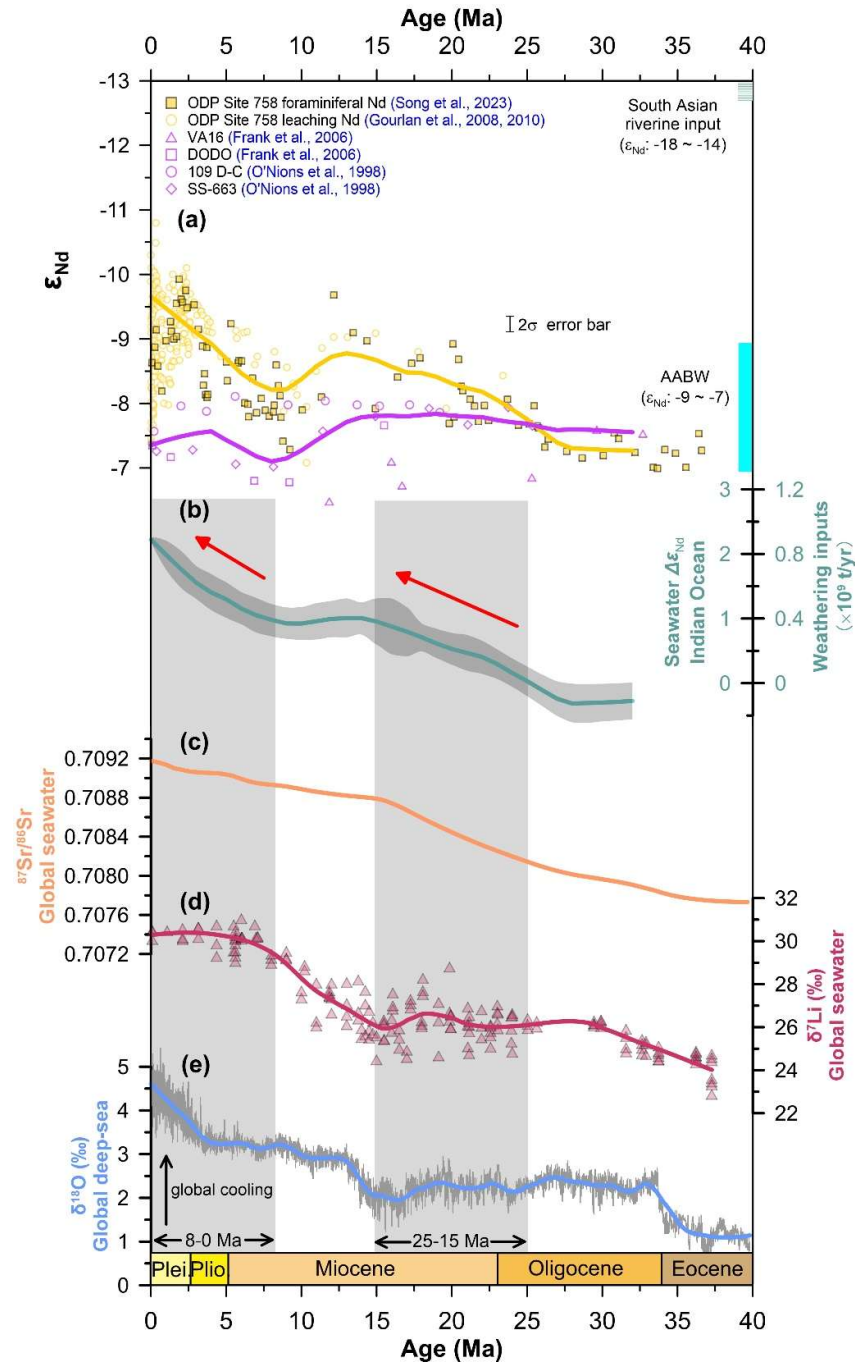 Age (Ma)
0 5 10 15 20 25 30 35 40
-13
-12
-11
-10
-9
-8
-7
εNd
ODP Site 758 foraminiferal Nd (Song et al., 2023)
ODP Site 758 leaching Nd (Gourlan et al., 2008, 2010)
VA16 (Frank et al., 2006)
DODO (Frank et al., 2006)
109 D-C (O'Nions et al., 1998)
SS-663 (O'Nions et al., 1998)
South Asian
riverine input
(εNd: -18 ~ -14)
(a)
2σ error bar
AABW
(εNd: -9 ~ -7)
(b)
3
2
1
0
Seawater ΔεNd
Indian Ocean
1.2
0.8
0.4
0
Weathering inputs
(×10⁹ t/yr)
(c)
0.7092
0.7088
0.7084
0.7080
0.7076
0.7072
⁸⁷Sr/⁸⁶Sr
Global seawater
(d)
32
30
28
26
24
22
δ⁷Li (‰)
Global seawater
(e)
5
4
3
2
1
0
δ¹⁸O (‰)
Global deep-sea
global cooling
8-0 Ma
25-15 Ma
Plei. Plio Miocene Oligocene Eocene
0 5 10 15 20 25 30 35 40
Age (Ma)